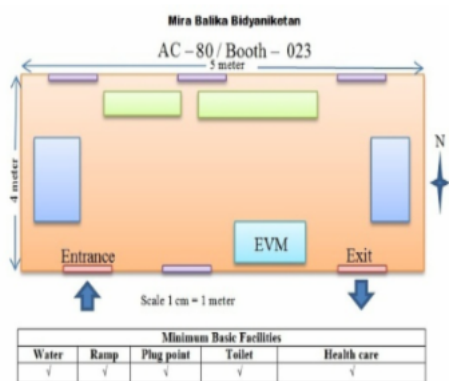 Mira Balika Bidyaniketan
AC – 80 / Booth – 023
5 meter
4 meter
N
EVM
Entrance
Exit
Scale 1 cm = 1 meter
Minimum Basic Facilities
Water Ramp Plug point Toilet Health care
√ √ √ √ √